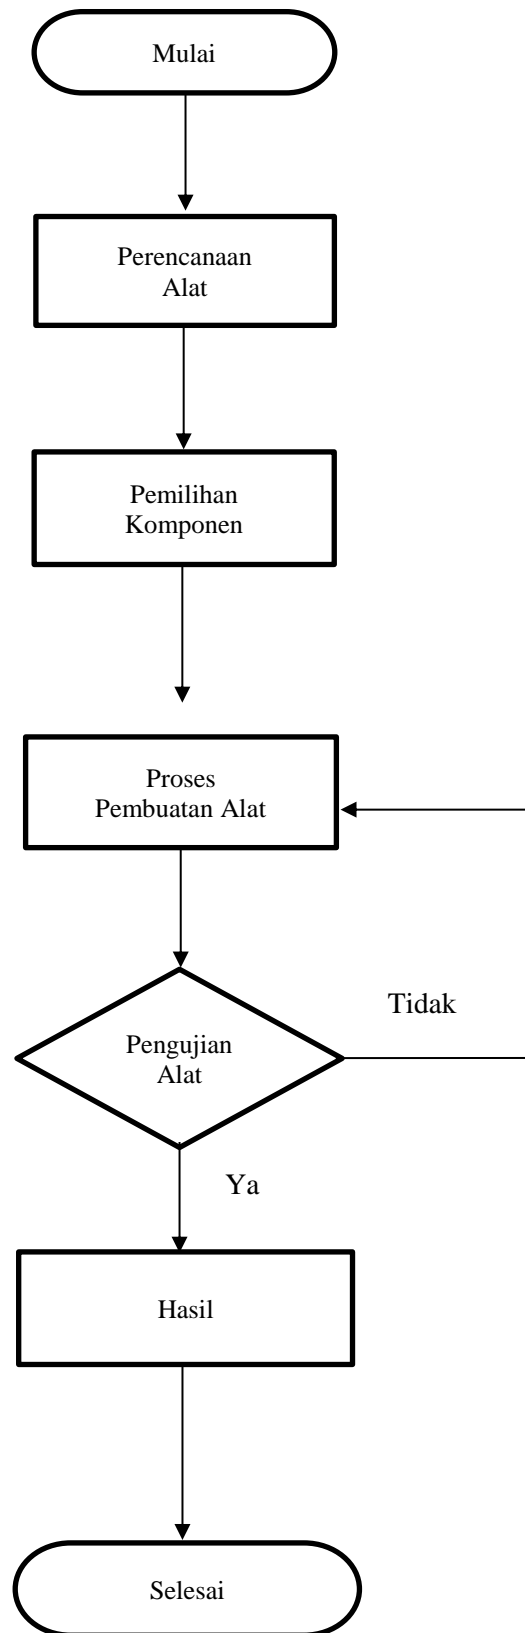 Mulai
Perencanaan
Alat
Pemilihan
Komponen
Proses
Pembuatan Alat
Tidak
Pengujian
Alat
Ya
Hasil
Selesai